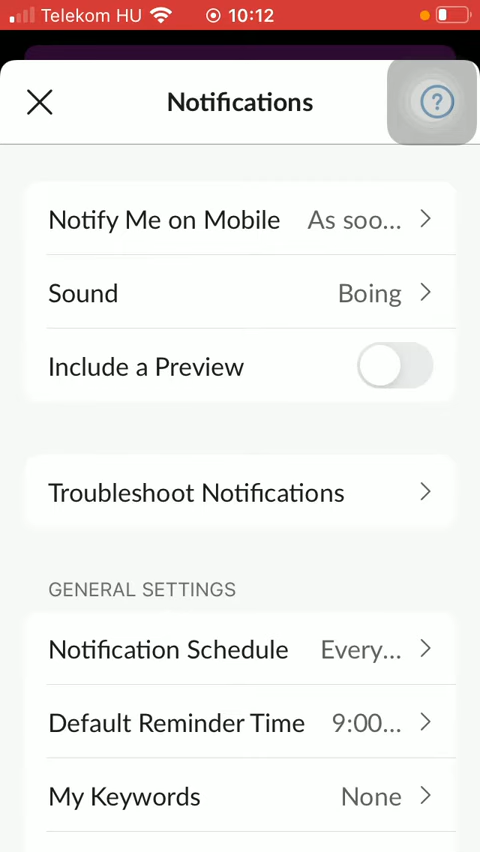 Telekom HU 10:12
Notifications ?
Notify Me on Mobile As soo...
Sound Boing
Include a Preview
Troubleshoot Notifications
GENERAL SETTINGS
Notification Schedule Every...
Default Reminder Time 9:00...
My Keywords None